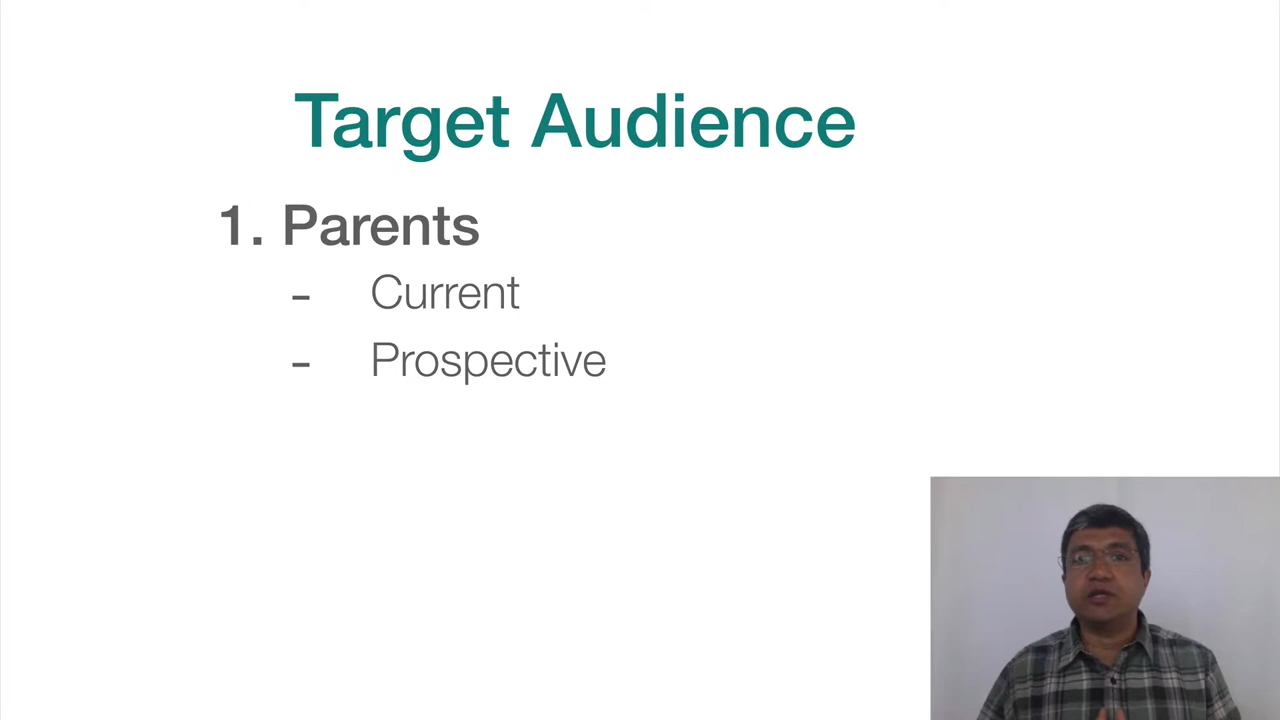 Target Audience
1. Parents
- Current
- Prospective